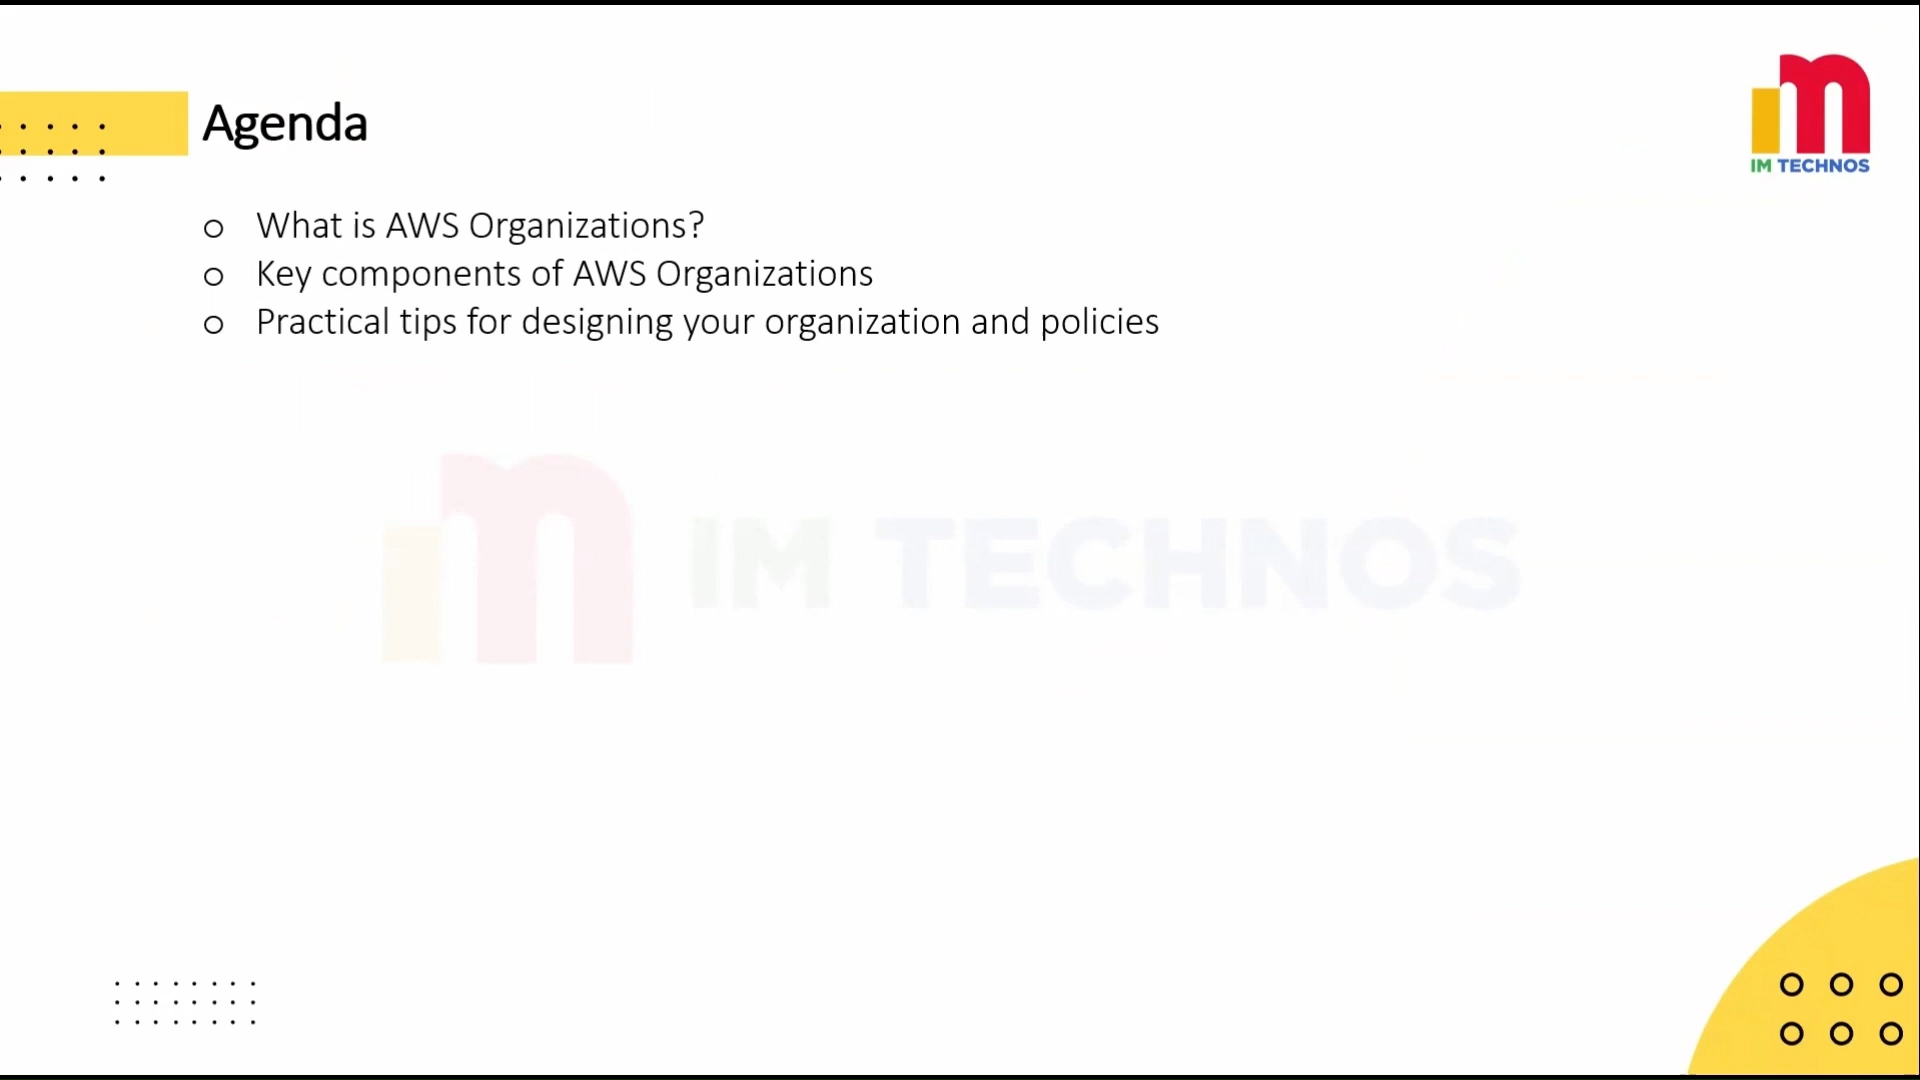 Agenda
IM TECHNOS
o What is AWS Organizations?
o Key components of AWS Organizations
o Practical tips for designing your organization and policies
IM TECHNOS